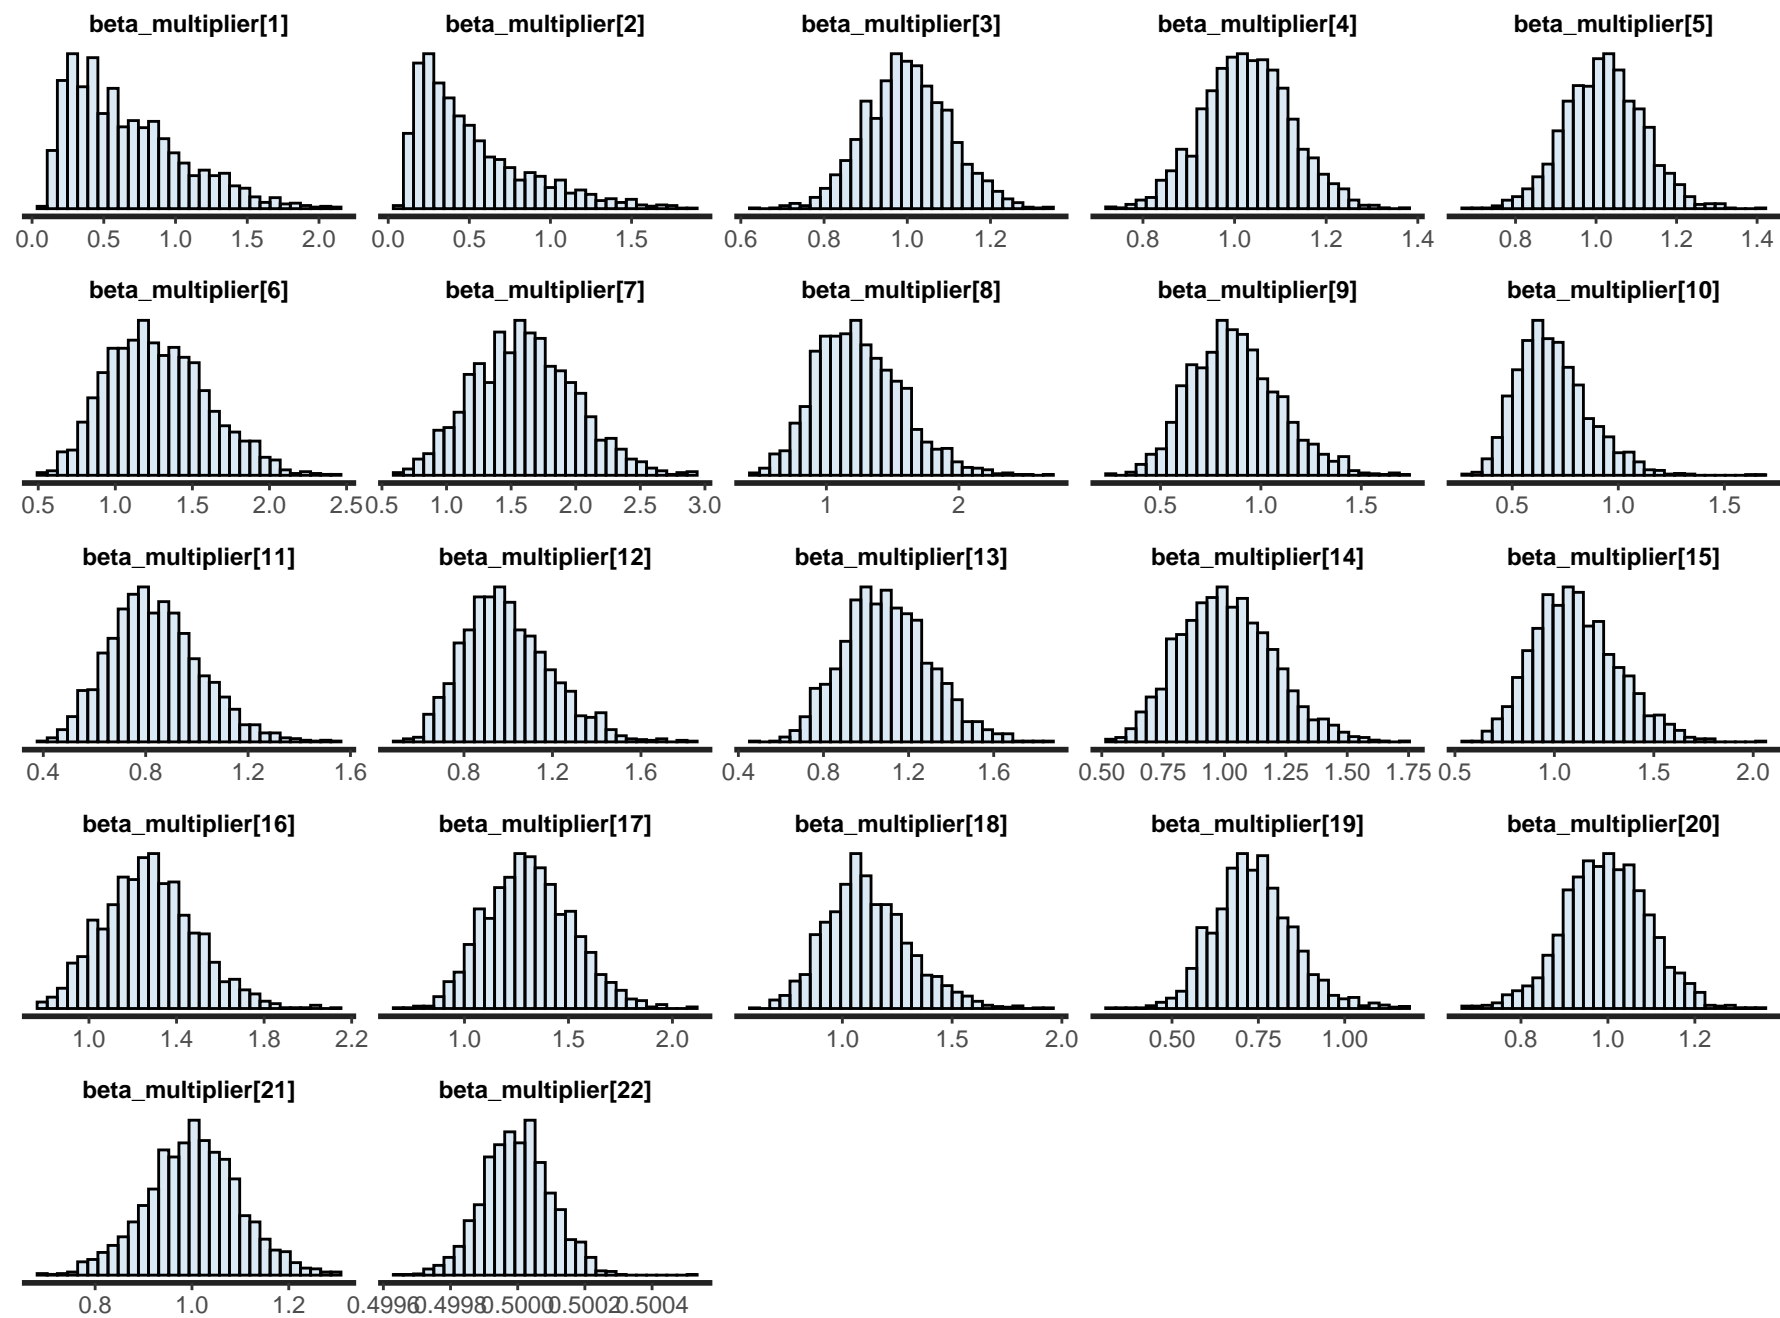 beta_multiplier[1] beta_multiplier[2] beta_multiplier[3] beta_multiplier[4] beta_multiplier[5]
0.0 0.5 1.0 1.5 2.0 0.0 0.5 1.0 1.5 0.6 0.8 1.0 1.2 0.8 1.0 1.2 1.4 0.8 1.0 1.2 1.4
beta_multiplier[6] beta_multiplier[7] beta_multiplier[8] beta_multiplier[9] beta_multiplier[10]
0.5 1.0 1.5 2.0 2.5 0.5 1.0 1.5 2.0 2.5 3.0 1 2 0.5 1.0 1.5 0.5 1.0 1.5
beta_multiplier[11] beta_multiplier[12] beta_multiplier[13] beta_multiplier[14] beta_multiplier[15]
0.4 0.8 1.2 1.6 0.8 1.2 1.6 0.4 0.8 1.2 1.6 0.50 0.75 1.00 1.25 1.50 1.75 0.5 1.0 1.5 2.0
beta_multiplier[16] beta_multiplier[17] beta_multiplier[18] beta_multiplier[19] beta_multiplier[20]
1.0 1.4 1.8 2.2 1.0 1.5 2.0 1.0 1.5 2.0 0.50 0.75 1.00 0.8 1.0 1.2
beta_multiplier[21] beta_multiplier[22]
0.8 1.0 1.2 0.4996 0.4998 0.5000 0.5002 0.5004